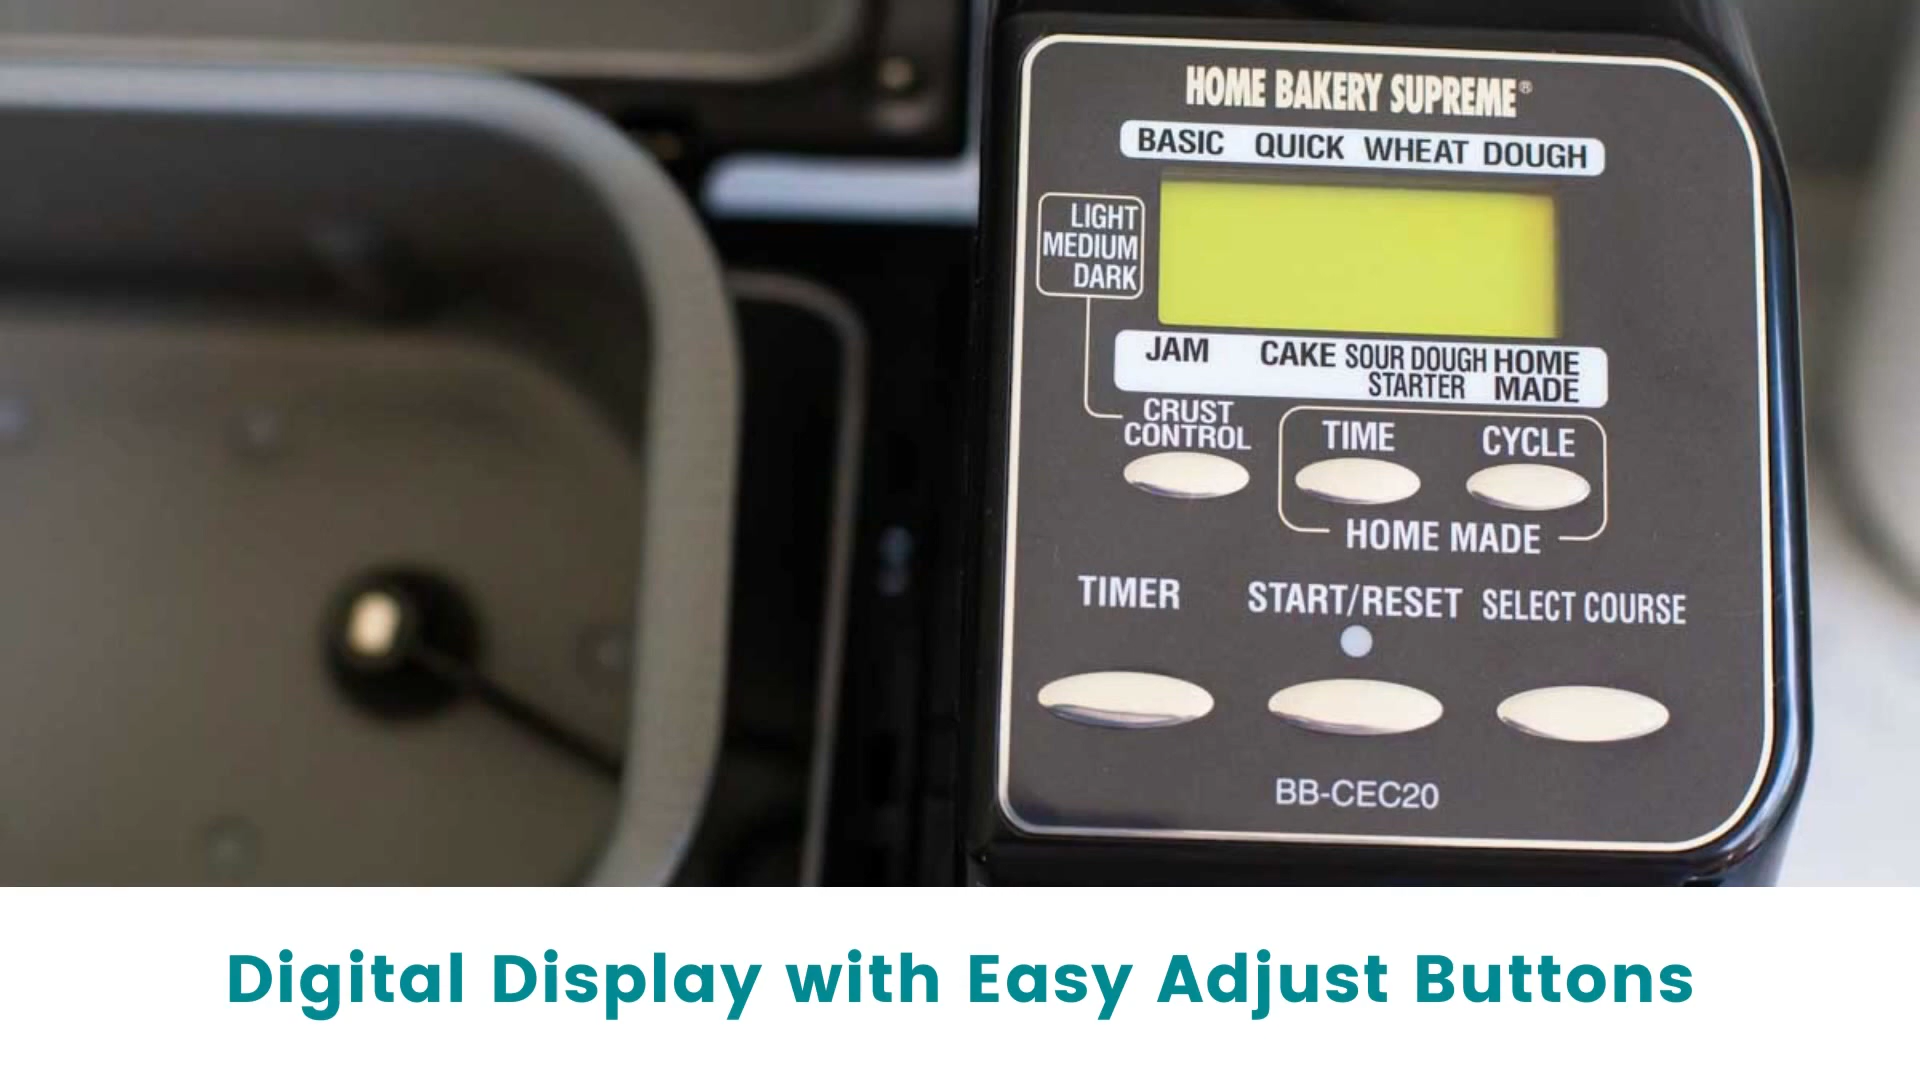 HOME BAKERY SUPREME®
BASIC QUICK WHEAT DOUGH
LIGHT
MEDIUM
DARK
JAM CAKE SOUR DOUGH HOME
STARTER MADE
CRUST
CONTROL
TIME CYCLE
HOME MADE
TIMER START/RESET SELECT COURSE
BB-CEC20
Digital Display with Easy Adjust Buttons